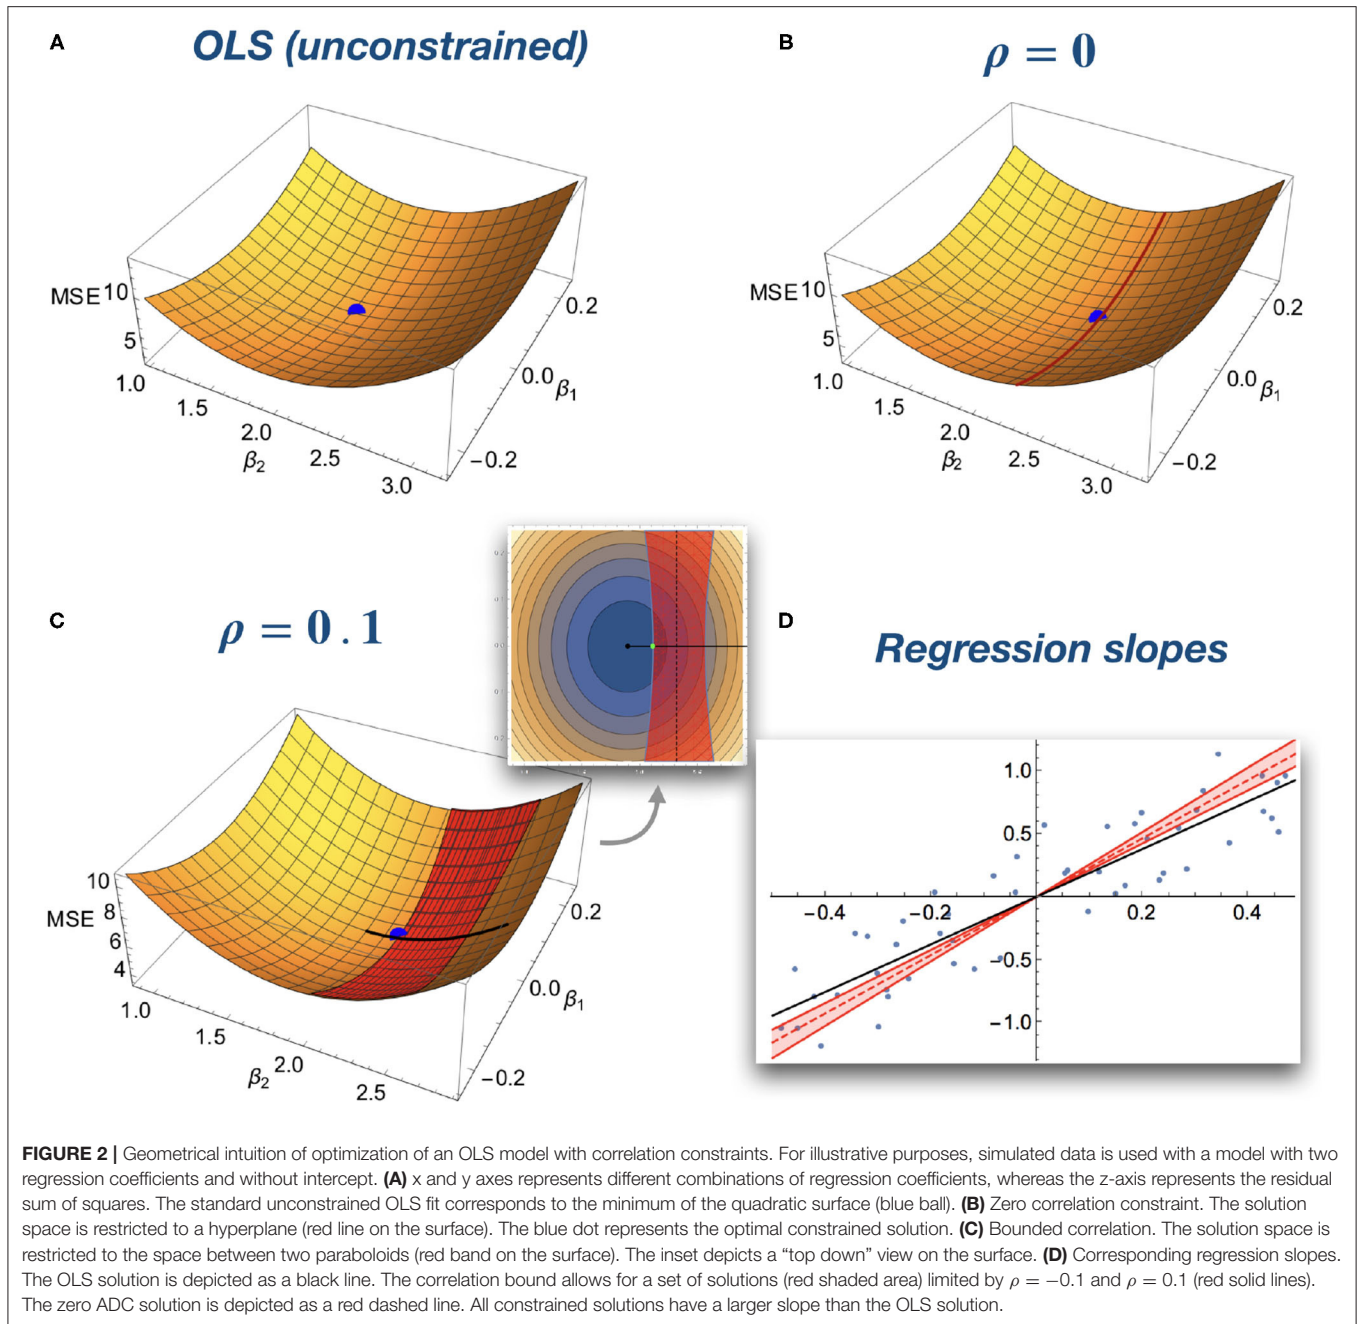 A
OLS (unconstrained)
MSE
10
5
1.0
1.5
2.0
2.5
3.0
β2
0.2
0.0
−0.2
β1
B
ρ = 0
MSE
10
5
1.0
1.5
2.0
2.5
3.0
β2
0.2
0.0
−0.2
β1
C
ρ = 0.1
MSE
10
8
6
4
1.0
1.5
2.0
2.5
β2
0.2
0.0
−0.2
β1
D
Regression slopes
1.0
0.5
−0.4
−0.2
0.2
0.4
−0.5
−1.0
FIGURE 2 | Geometrical intuition of optimization of an OLS model with correlation constraints. For illustrative purposes, simulated data is used with a model with two
regression coefficients and without intercept. (A) x and y axes represents different combinations of regression coefficients, whereas the z-axis represents the residual
sum of squares. The standard unconstrained OLS fit corresponds to the minimum of the quadratic surface (blue ball). (B) Zero correlation constraint. The solution
space is restricted to a hyperplane (red line on the surface). The blue dot represents the optimal constrained solution. (C) Bounded correlation. The solution space is
restricted to the space between two paraboloids (red band on the surface). The inset depicts a “top down” view on the surface. (D) Corresponding regression slopes.
The OLS solution is depicted as a black line. The correlation bound allows for a set of solutions (red shaded area) limited by ρ = −0.1 and ρ = 0.1 (red solid lines).
The zero ADC solution is depicted as a red dashed line. All constrained solutions have a larger slope than the OLS solution.